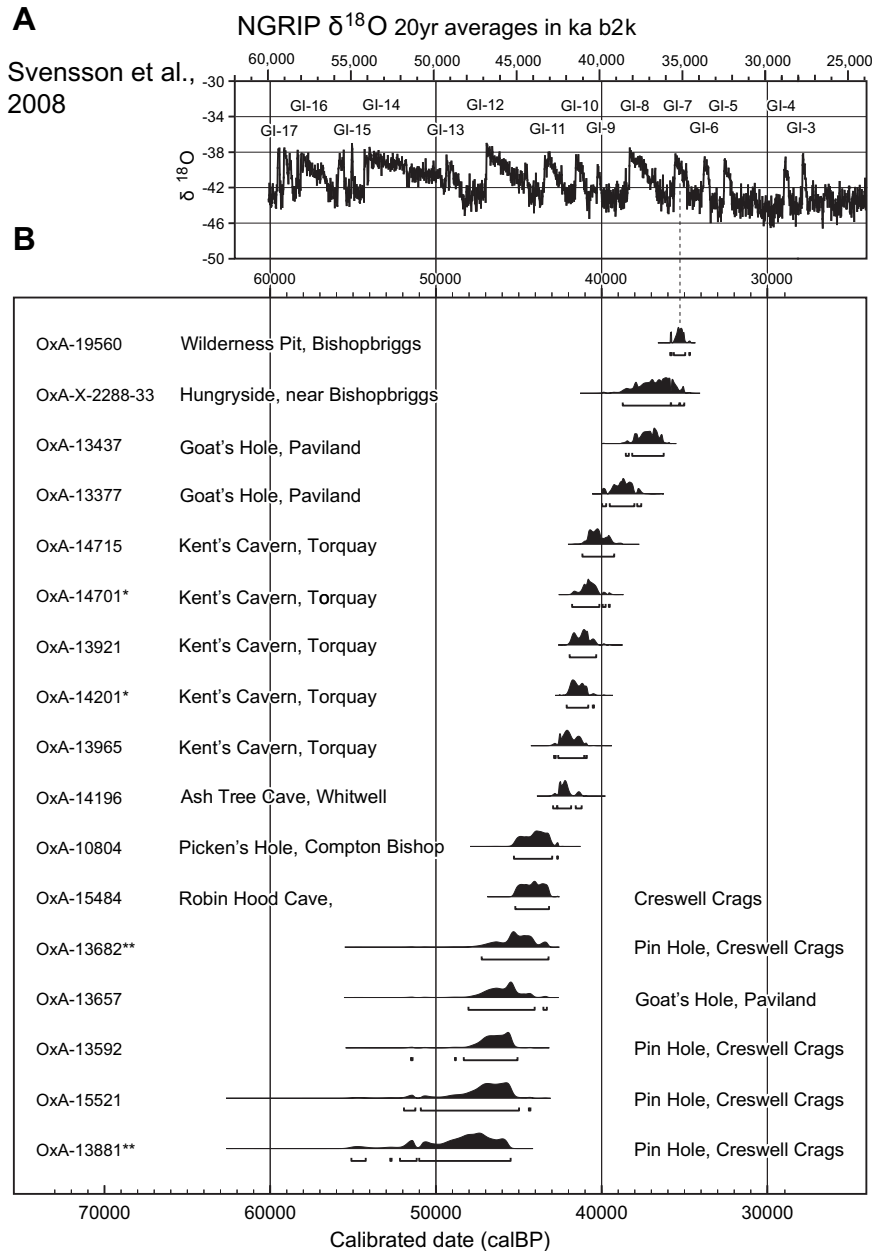 A
NGRIP δ18O 20yr averages in ka b2k
Svensson et al.,
2008
60,000 55,000 50,000 45,000 40,000 35,000 30,000 25,000
-30
-34
-38
-42
-46
-50
δ 18O
GI-16 GI-14 GI-12 GI-10 GI-8 GI-7 GI-5 GI-4
GI-17 GI-15 GI-13 GI-11 GI-9 GI-6 GI-3
B
60000 50000 40000 30000
OxA-19560 Wilderness Pit, Bishopbriggs
OxA-X-2288-33 Hungryside, near Bishopbriggs
OxA-13437 Goat's Hole, Paviland
OxA-13377 Goat's Hole, Paviland
OxA-14715 Kent's Cavern, Torquay
OxA-14701* Kent's Cavern, Torquay
OxA-13921 Kent's Cavern, Torquay
OxA-14201* Kent's Cavern, Torquay
OxA-13965 Kent's Cavern, Torquay
OxA-14196 Ash Tree Cave, Whitwell
OxA-10804 Picken's Hole, Compton Bishop
OxA-15484 Robin Hood Cave, Creswell Crags
OxA-13682** Pin Hole, Creswell Crags
OxA-13657 Goat's Hole, Paviland
OxA-13592 Pin Hole, Creswell Crags
OxA-15521 Pin Hole, Creswell Crags
OxA-13881** Pin Hole, Creswell Crags
70000 60000 50000 40000 30000
Calibrated date (calBP)